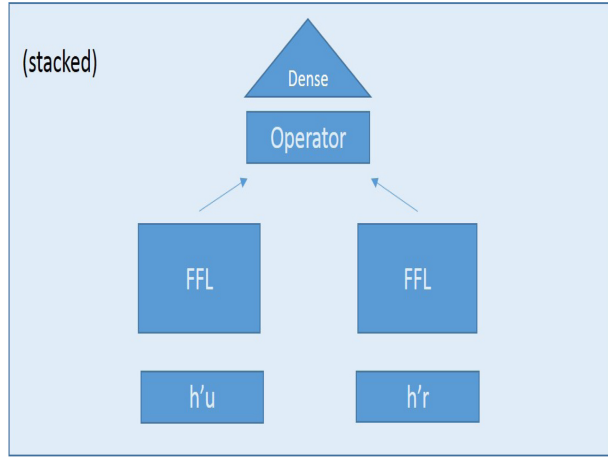 (stacked)
Dense
Operator
FFL FFL
h'u h'r